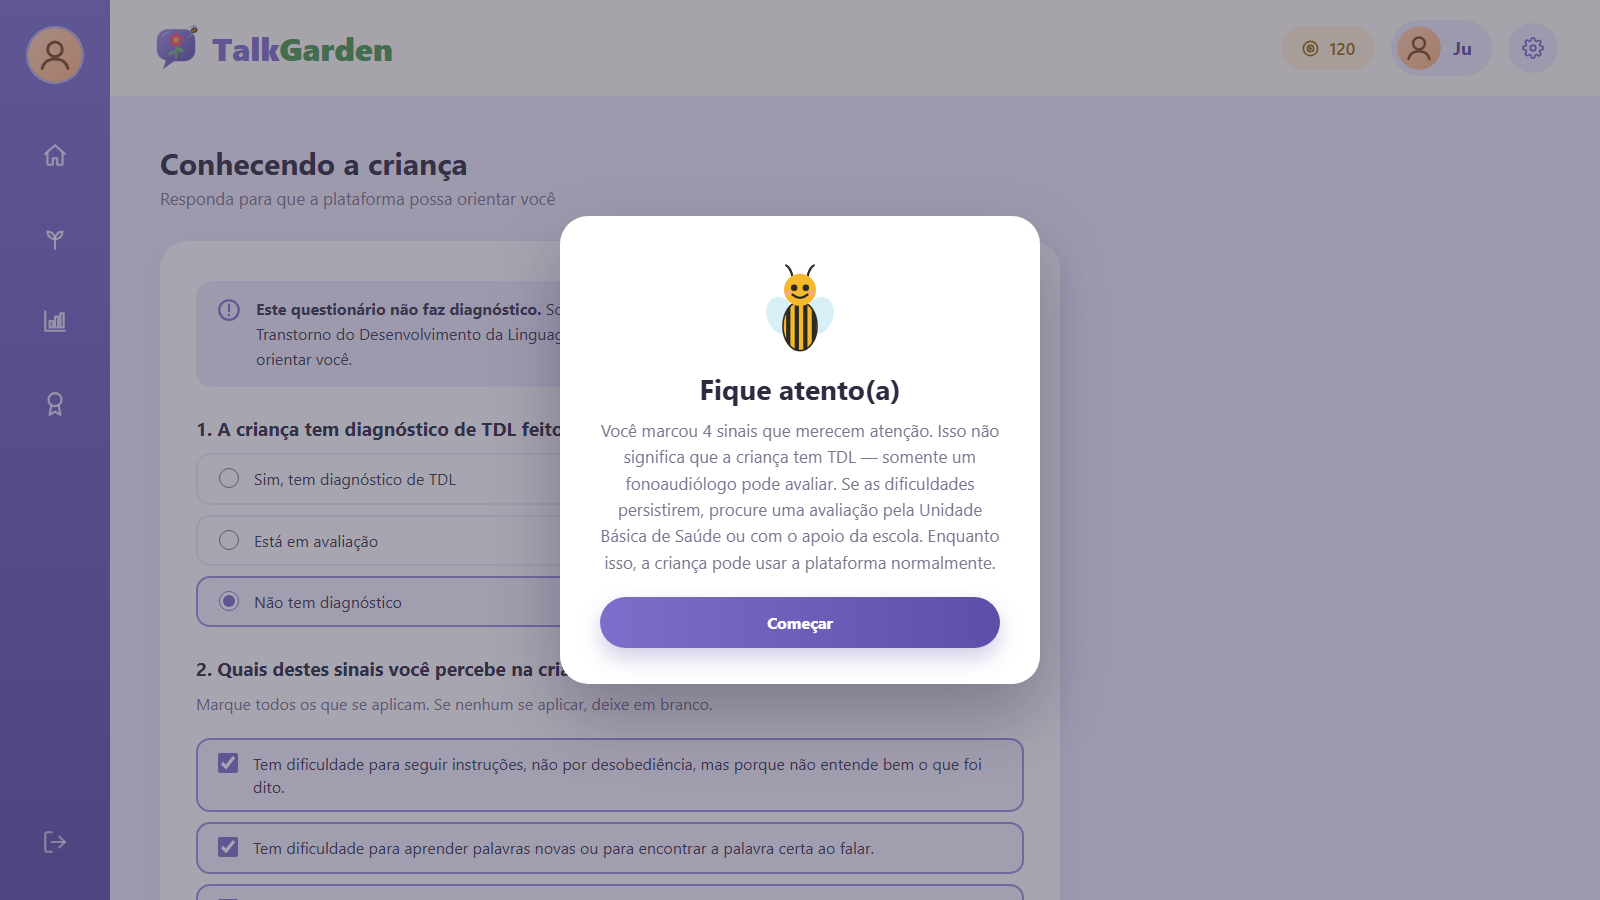 TalkGarden
120
Ju
Conhecendo a criança
Responda para que a plataforma possa orientar você
Este questionário não faz diagnóstico.
Transtorno do Desenvolvimento da
orientar você.
1. A criança tem diagnóstico de TDL feito
Sim, tem diagnóstico de TDL
Está em avaliação
Não tem diagnóstico
2. Quais destes sinais você percebe na
Marque todos os que se aplicam. Se nenhum se aplicar, deixe em branco.
Tem dificuldade para seguir instruções, não por desobediência, mas porque não entende bem o que foi
dito.
Tem dificuldade para aprender palavras novas ou para encontrar a palavra certa ao falar.
Fique atento(a)
Você marcou 4 sinais que merecem atenção. Isso não
significa que a criança tem TDL — somente um
fonoaudiólogo pode avaliar. Se as dificuldades
persistirem, procure uma avaliação pela Unidade
Básica de Saúde ou com o apoio da escola. Enquanto
isso, a criança pode usar a plataforma normalmente.
Começar